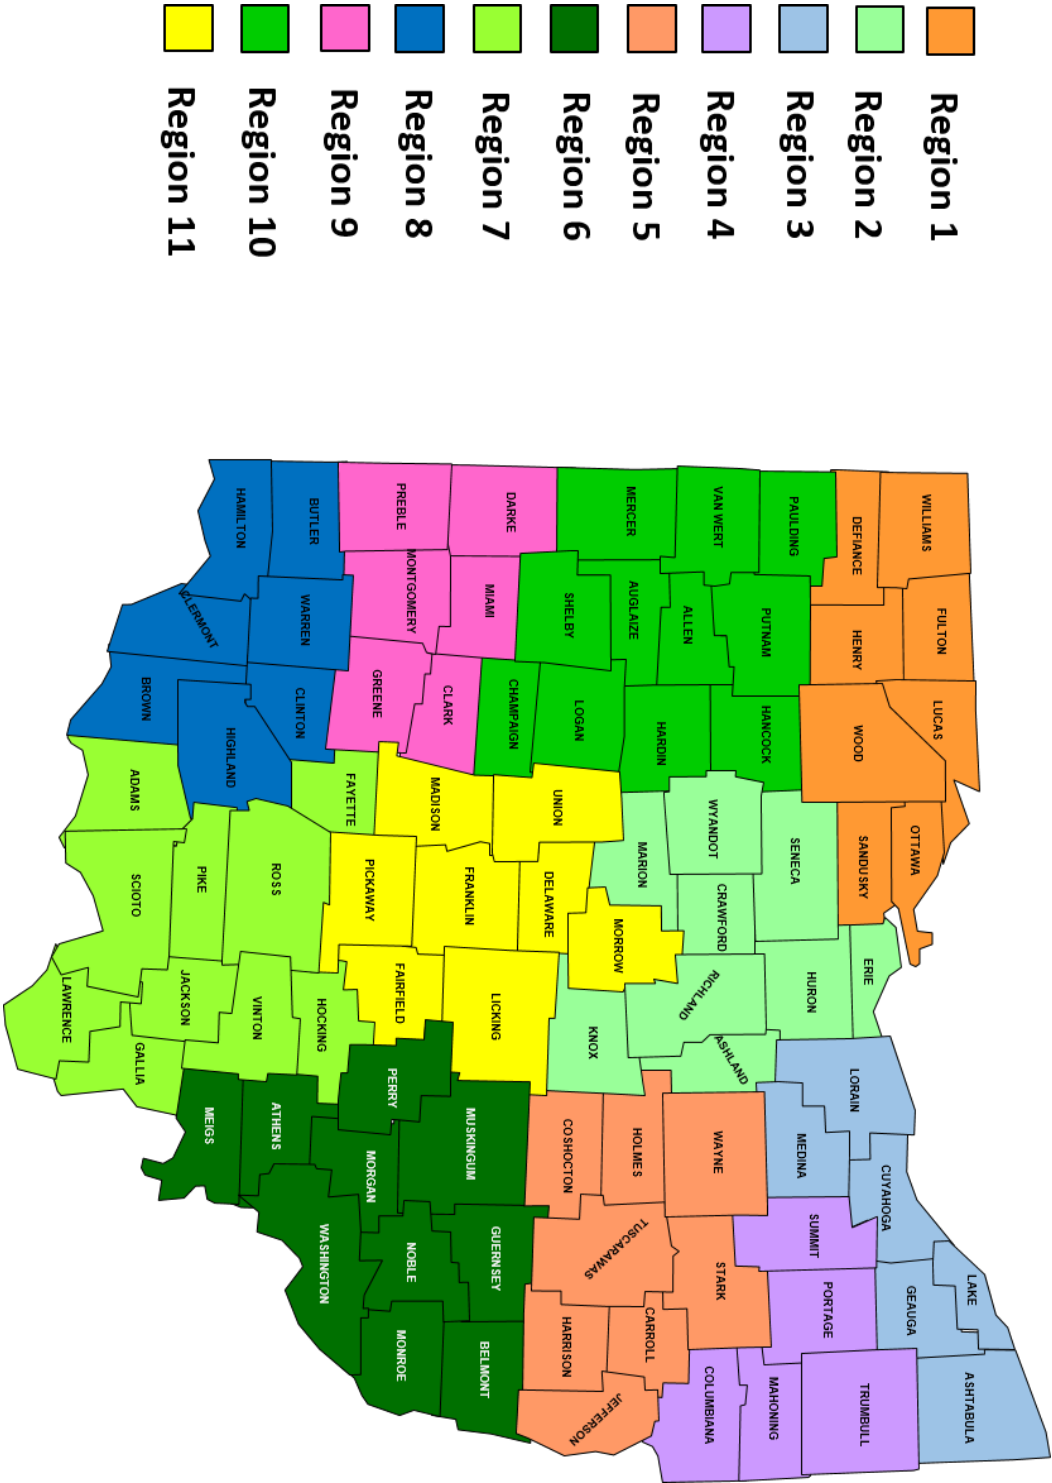 Region 1
Region 2
Region 3
Region 4
Region 5
Region 6
Region 7
Region 8
Region 9
Region 10
Region 11
WILLIAMS
FULTON
LUCAS
OTTAWA
DEFIANCE
HENRY
WOOD
SANDUSKY
ERIE
LORAIN
CUYAHOGA
LAKE
GEAUGA
ASHTABULA
PAULDING
PUTNAM
HANCOCK
SENECA
HURON
MEDINA
SUMMIT
PORTAGE
TRUMBULL
MAHONING
VAN WERT
ALLEN
WYANDOT
CRAWFORD
RICHLAND
ASHLAND
WAYNE
STARK
COLUMBIANA
MERCER
AUGLAIZE
HARDIN
MARION
MORROW
KNOX
HOLMES
TUSCARAWAS
CARROLL
JEFFERSON
SHELBY
LOGAN
UNION
DELAWARE
COSHOCTON
HARRISON
DARKE
MIAMI
CHAMPAIGN
CLARK
MADISON
FRANKLIN
LICKING
MUSKINGUM
GUERNSEY
BELMONT
PREBLE
MONTGOMERY
GREENE
FAYETTE
PICKAWAY
FAIRFIELD
PERRY
MORGAN
NOBLE
MONROE
BUTLER
WARREN
CLINTON
ROSS
HOCKING
ATHENS
WASHINGTON
HAMILTON
CLERMONT
BROWN
HIGHLAND
PIKE
VINTON
MEIGS
ADAMS
SCIOTO
JACKSON
GALLIA
LAWRENCE